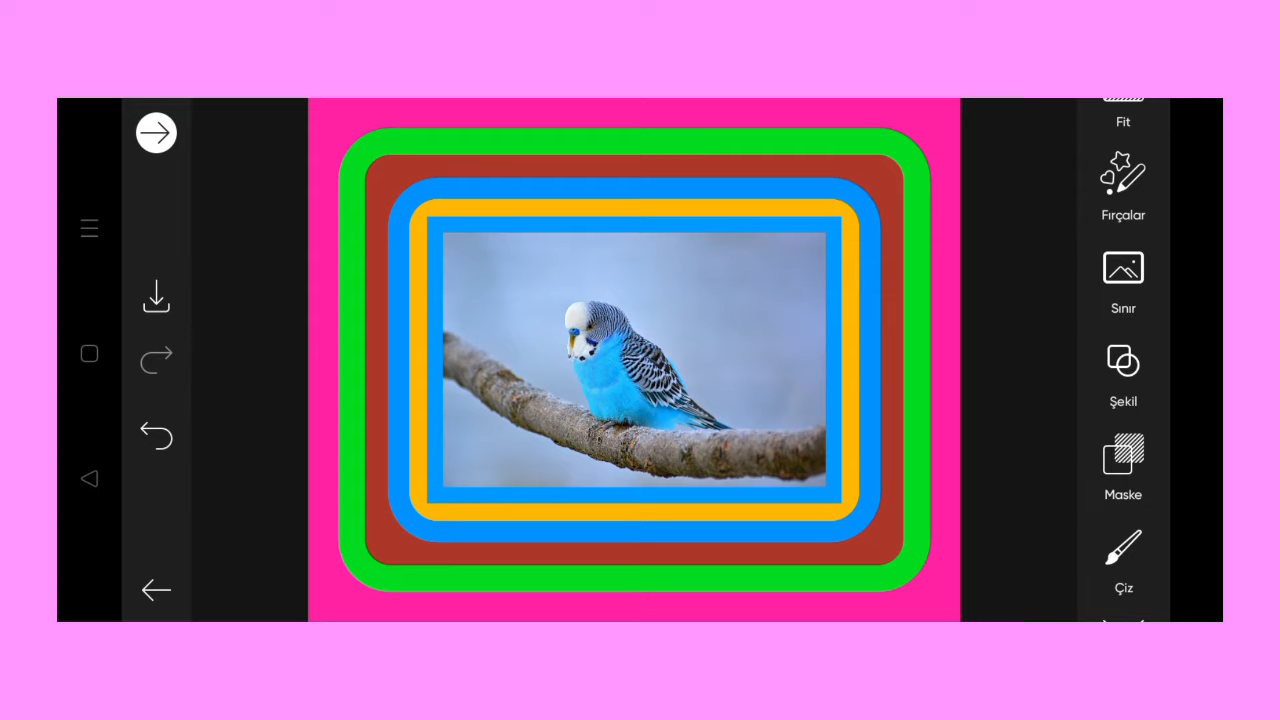 Fit
Fırçalar
Sınır
Şekil
Maske
Çiz